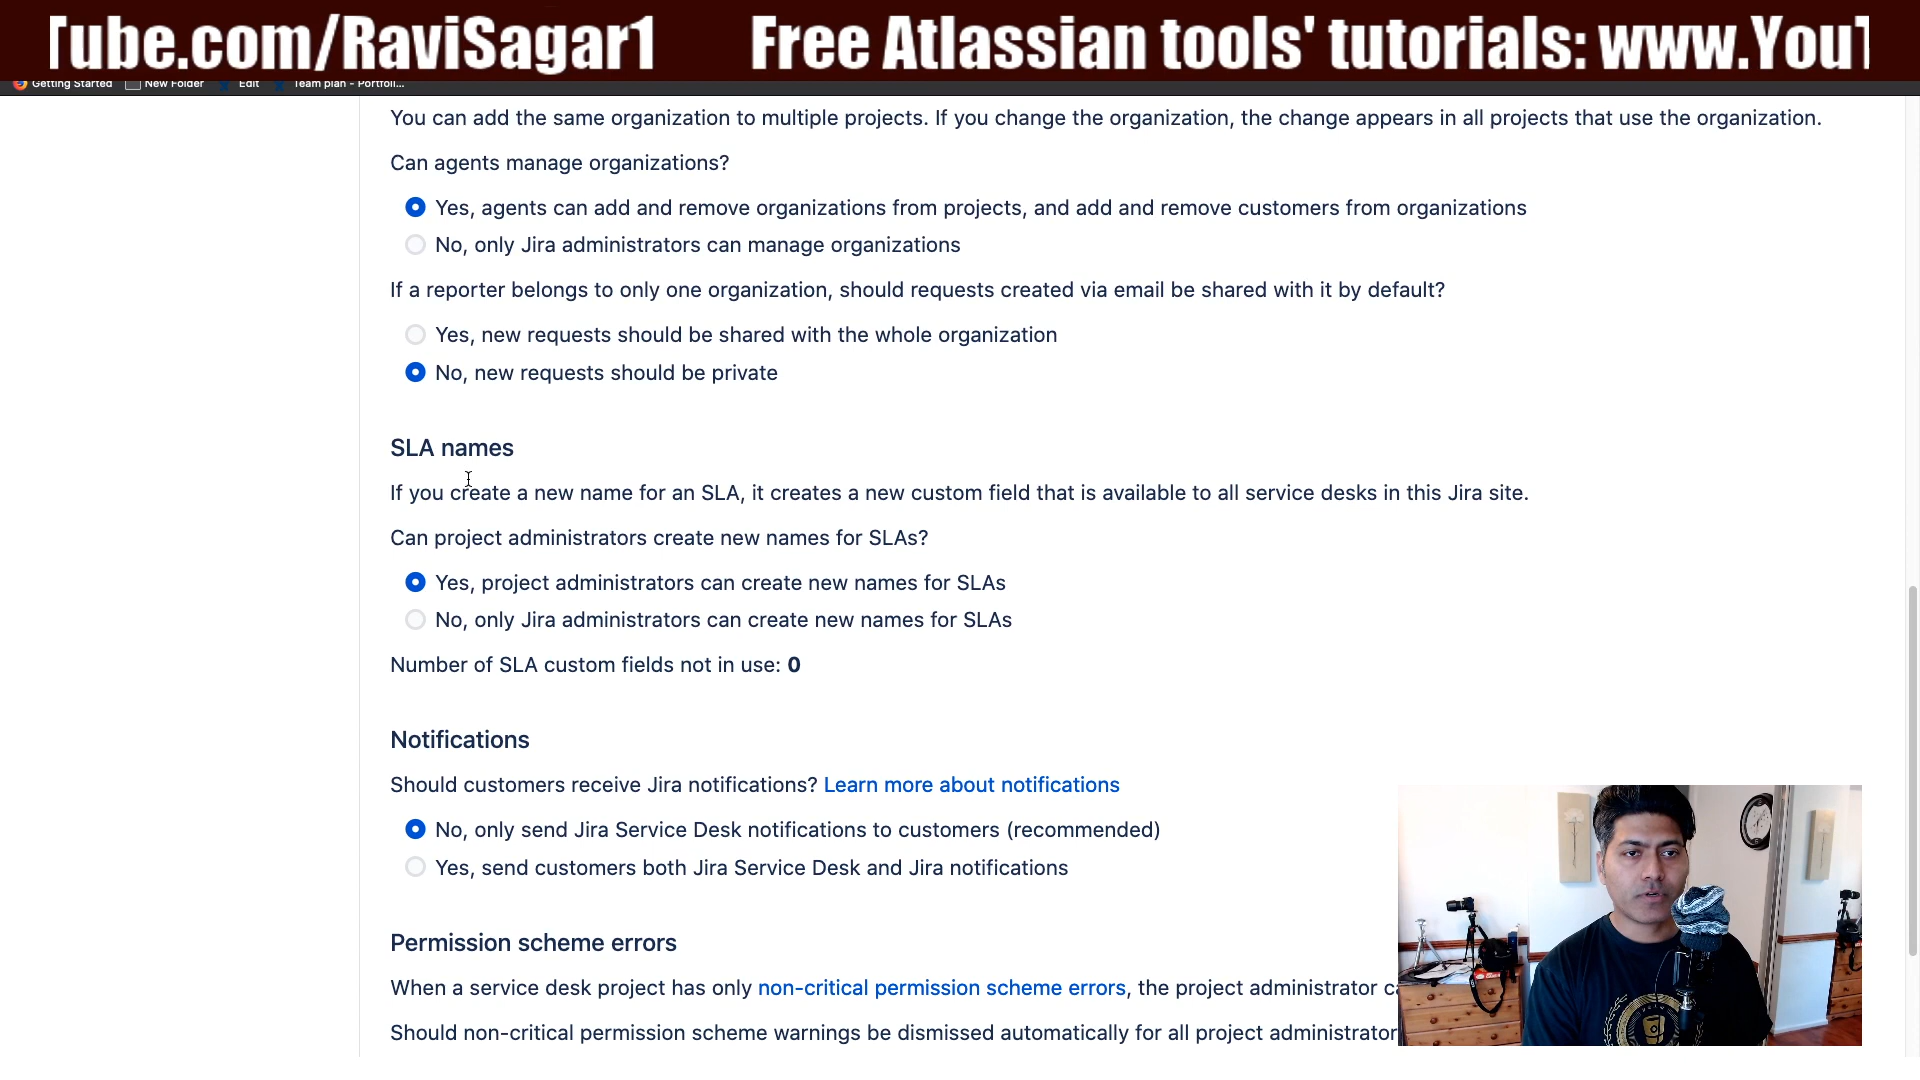 Tube.com/RaviSagar1 Free Atlassian tools' tutorials: www.YouT
Getting Started New Folder Edit Team plan - Portfoli...
You can add the same organization to multiple projects. If you change the organization, the change appears in all projects that use the organization.
Can agents manage organizations?
Yes, agents can add and remove organizations from projects, and add and remove customers from organizations
No, only Jira administrators can manage organizations
If a reporter belongs to only one organization, should requests created via email be shared with it by default?
Yes, new requests should be shared with the whole organization
No, new requests should be private
SLA names
If you create a new name for an SLA, it creates a new custom field that is available to all service desks in this Jira site.
Can project administrators create new names for SLAs?
Yes, project administrators can create new names for SLAs
No, only Jira administrators can create new names for SLAs
Number of SLA custom fields not in use: 0
Notifications
Should customers receive Jira notifications? Learn more about notifications
No, only send Jira Service Desk notifications to customers (recommended)
Yes, send customers both Jira Service Desk and Jira notifications
Permission scheme errors
When a service desk project has only non-critical permission scheme errors, the project administrator
Should non-critical permission scheme warnings be dismissed automatically for all project administrator